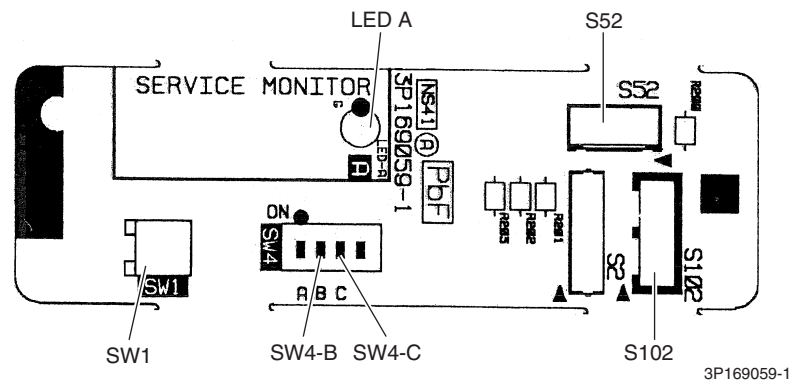 LED A
S52
SERVICE MONITOR
G
LED-A
A
3P169059-1
NS41
A
PbF
S52
R200
ON
SW4
A B C
SW1
R203
R202
R201
S2
S102
SW1
SW4-B
SW4-C
S102
3P169059-1